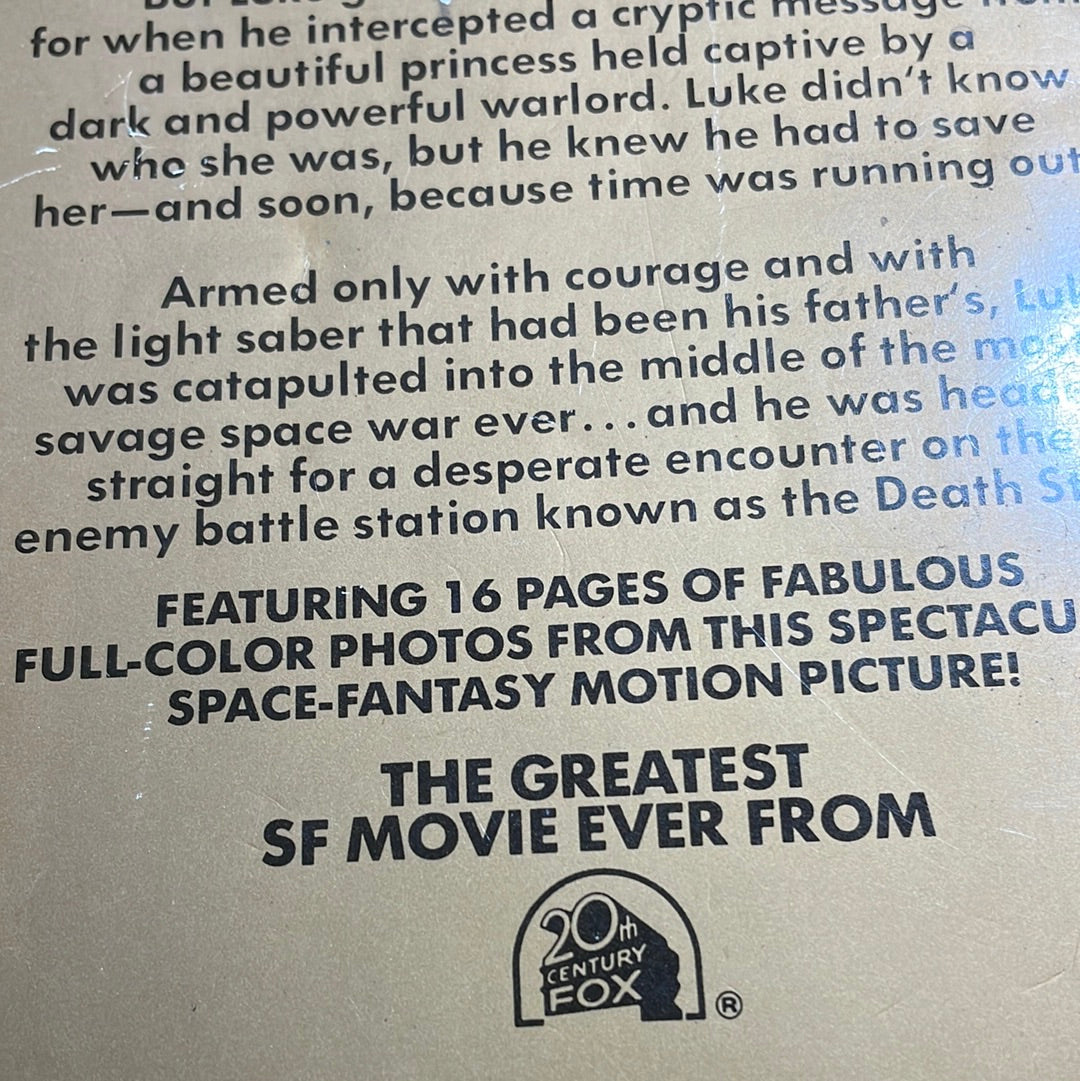 for when he intercepted a cryptic message
a beautiful princess held captive by a
dark and powerful warlord. Luke didn't know
who she was, but he knew he had to save
her—and soon, because time was running out
Armed only with courage and with
the light saber that had been his father's,
was catapulted into the middle of the
savage space war ever...and he was
straight for a desperate encounter on the
enemy battle station known as the Death
FEATURING 16 PAGES OF FABULOUS
FULL-COLOR PHOTOS FROM THIS
SPACE-FANTASY MOTION PICTURE!
THE GREATEST
SF MOVIE EVER FROM
20th
CENTURY
FOX
®